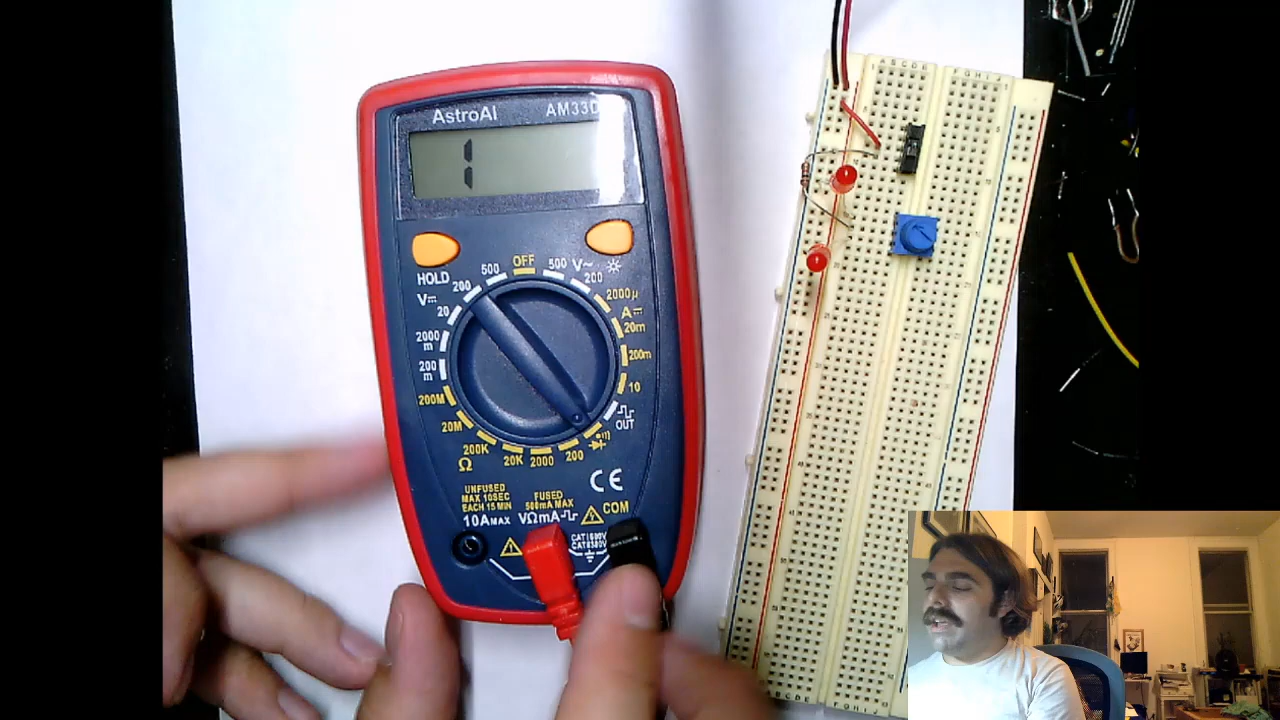 AstroAI AM33D
1
HOLD
OFF
V⎓
500
200
20
2000
m
200
m
V~
500
200
2000µ
A⎓
20m
200m
10
OUT
200M
20M
200K
20K
2000
200
Ω
CE
UNFUSED
MAX 10SEC
EACH 15 MIN
FUSED
500mA MAX
10AMAX
VΩmA
COM
A B C D E
F G H I J
A B C D E
F G H I J